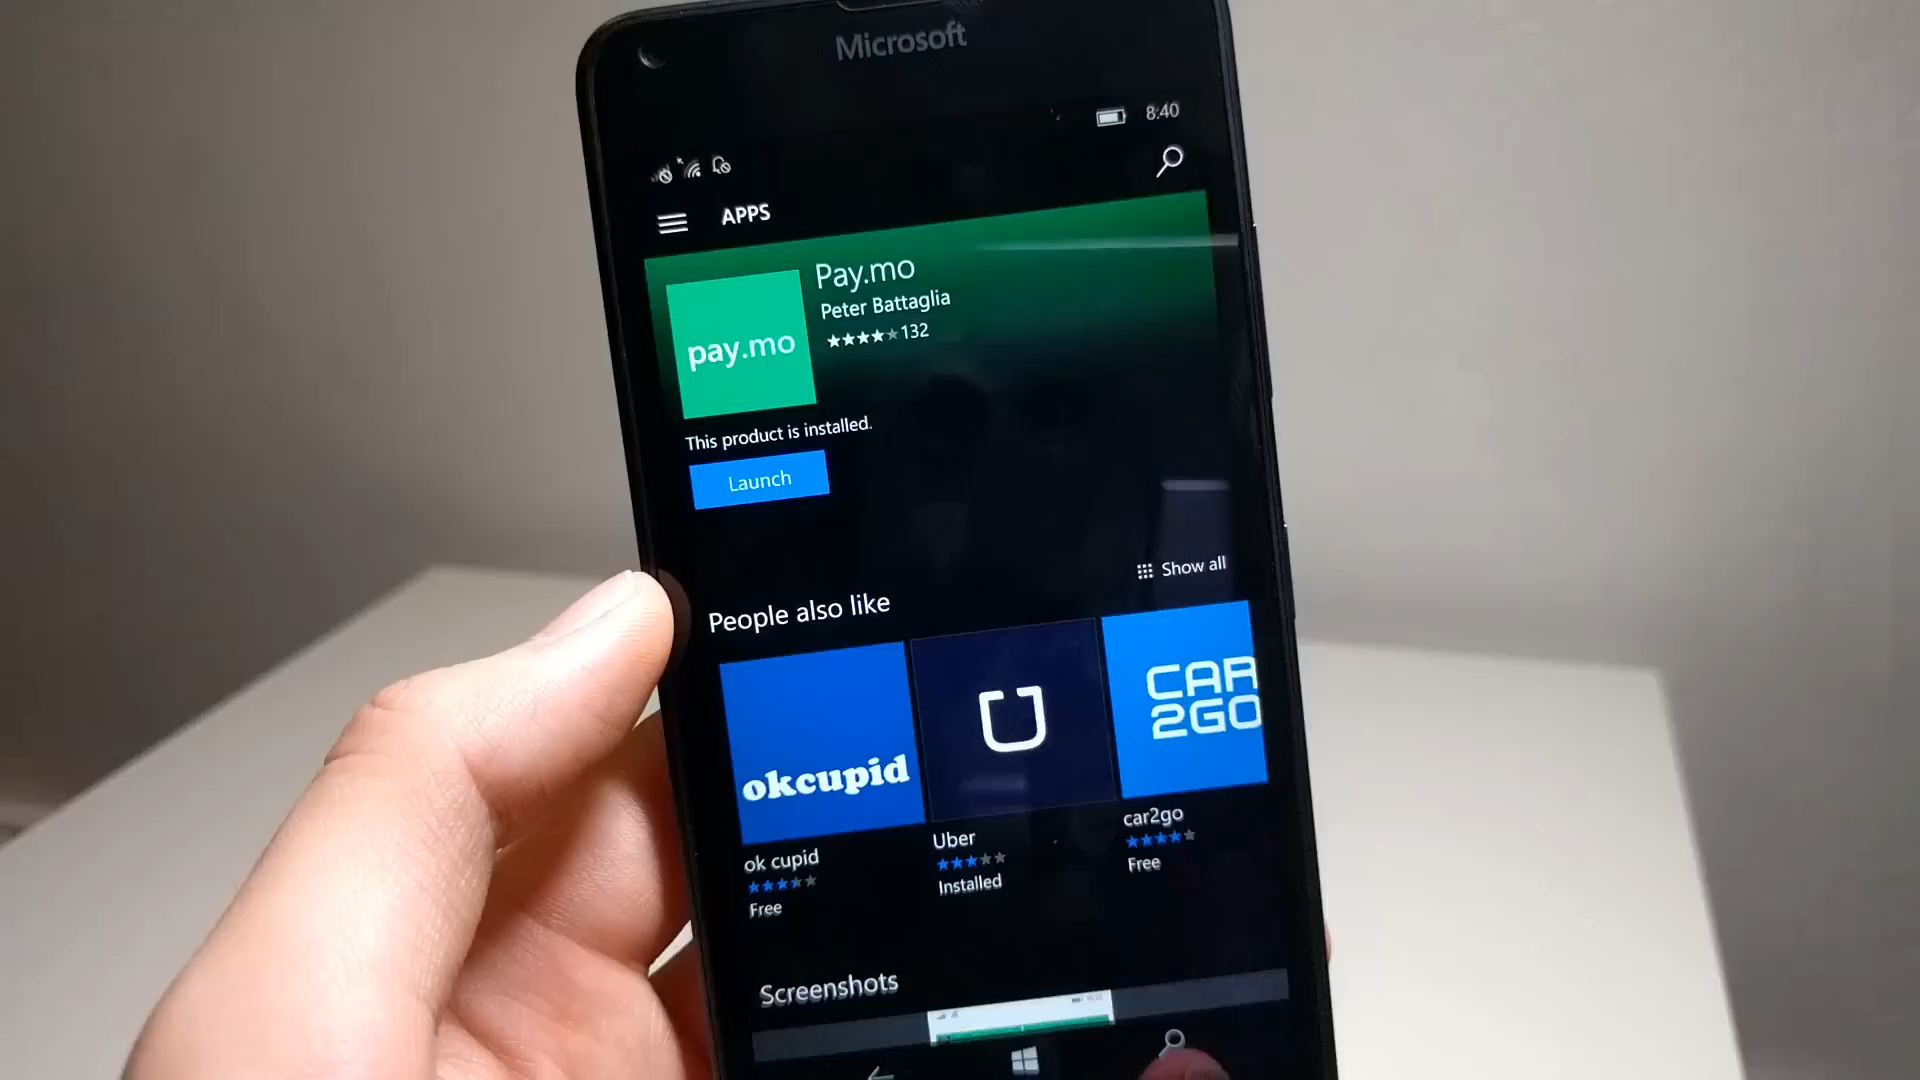 Microsoft
8:40
APPS
Pay.mo
Peter Battaglia
132
pay.mo
This product is installed.
Launch
Show all
People also like
okcupid
CAR
2GO
ok cupid
Free
Uber
Installed
car2go
Free
Screenshots